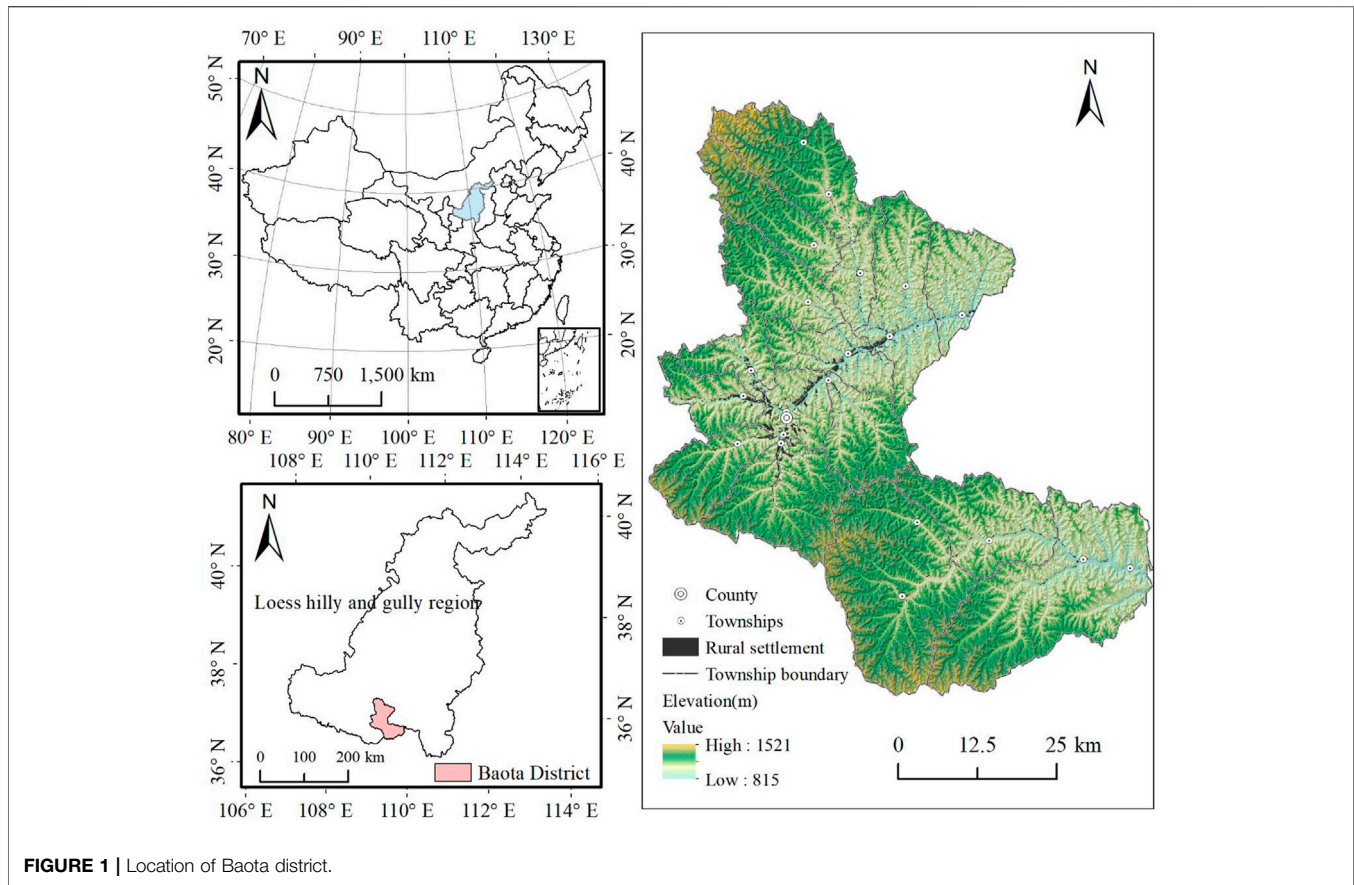 70° E 90° E 110° E 130° E
N
50° N
40° N
30° N
20° N
40° N
30° N
20° N
0 750 1,500 km
80° E 90° E 100° E 110° E 120° E
108° E 110° E 112° E 114° E 116° E
N
40° N
38° N
36° N
40° N
38° N
36° N
Loess hilly and gully region
0 100 200 km
Baota District
106° E 108° E 110° E 112° E 114° E
N
County
Townships
Rural settlement
Township boundary
Elevation(m)
Value
High : 1521
Low : 815
0 12.5 25 km
FIGURE 1 | Location of Baota district.